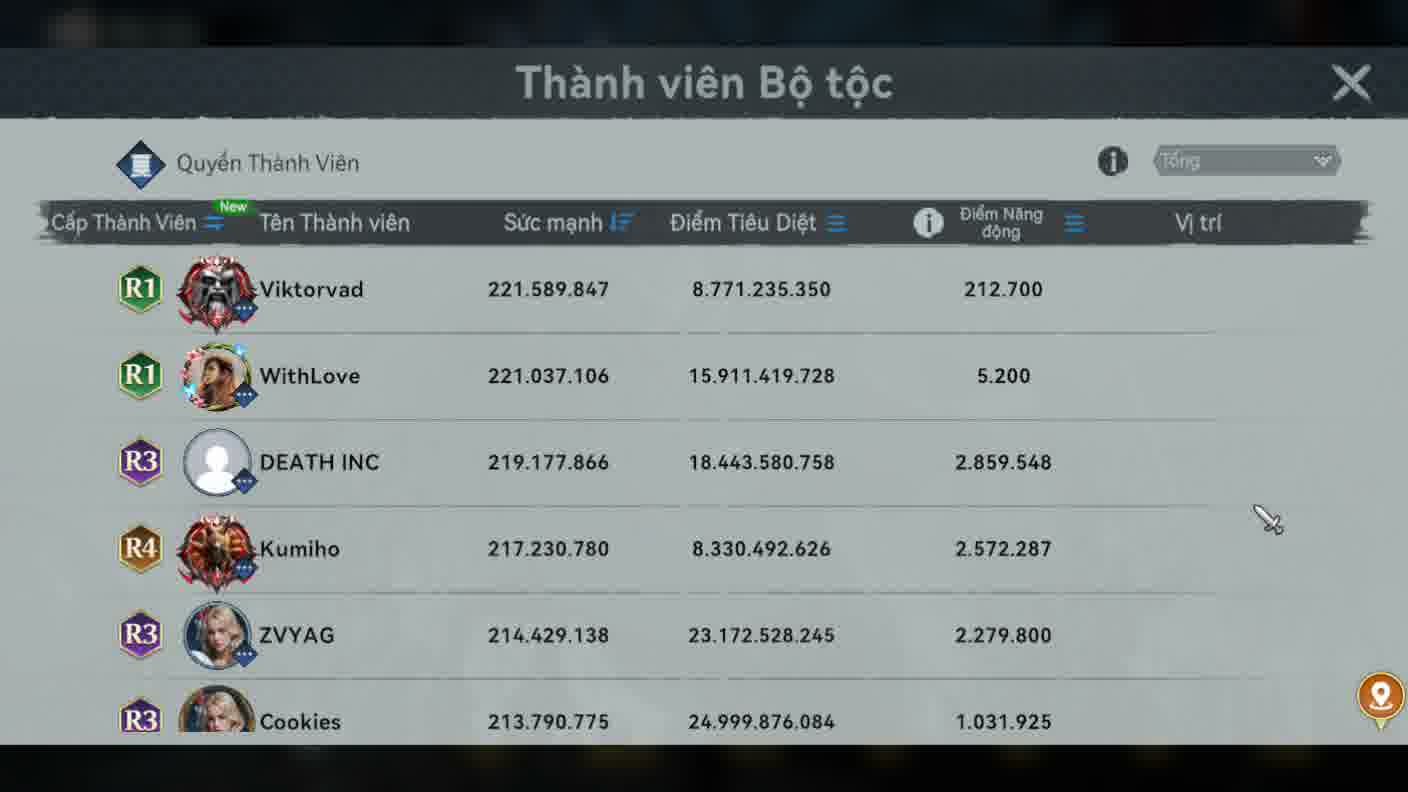 Thành viên Bộ tộc
Quyển Thành Viên
Tổng
Cấp Thành Viên New Tên Thành viên Sức mạnh Điểm Tiêu Diệt Điểm Năng động Vị trí
R1 Viktorvad 221.589.847 8.771.235.350 212.700
R1 WithLove 221.037.106 15.911.419.728 5.200
R3 DEATH INC 219.177.866 18.443.580.758 2.859.548
R4 Kumiho 217.230.780 8.330.492.626 2.572.287
R3 ZVYAG 214.429.138 23.172.528.245 2.279.800
R3 Cookies 213.790.775 24.999.876.084 1.031.925